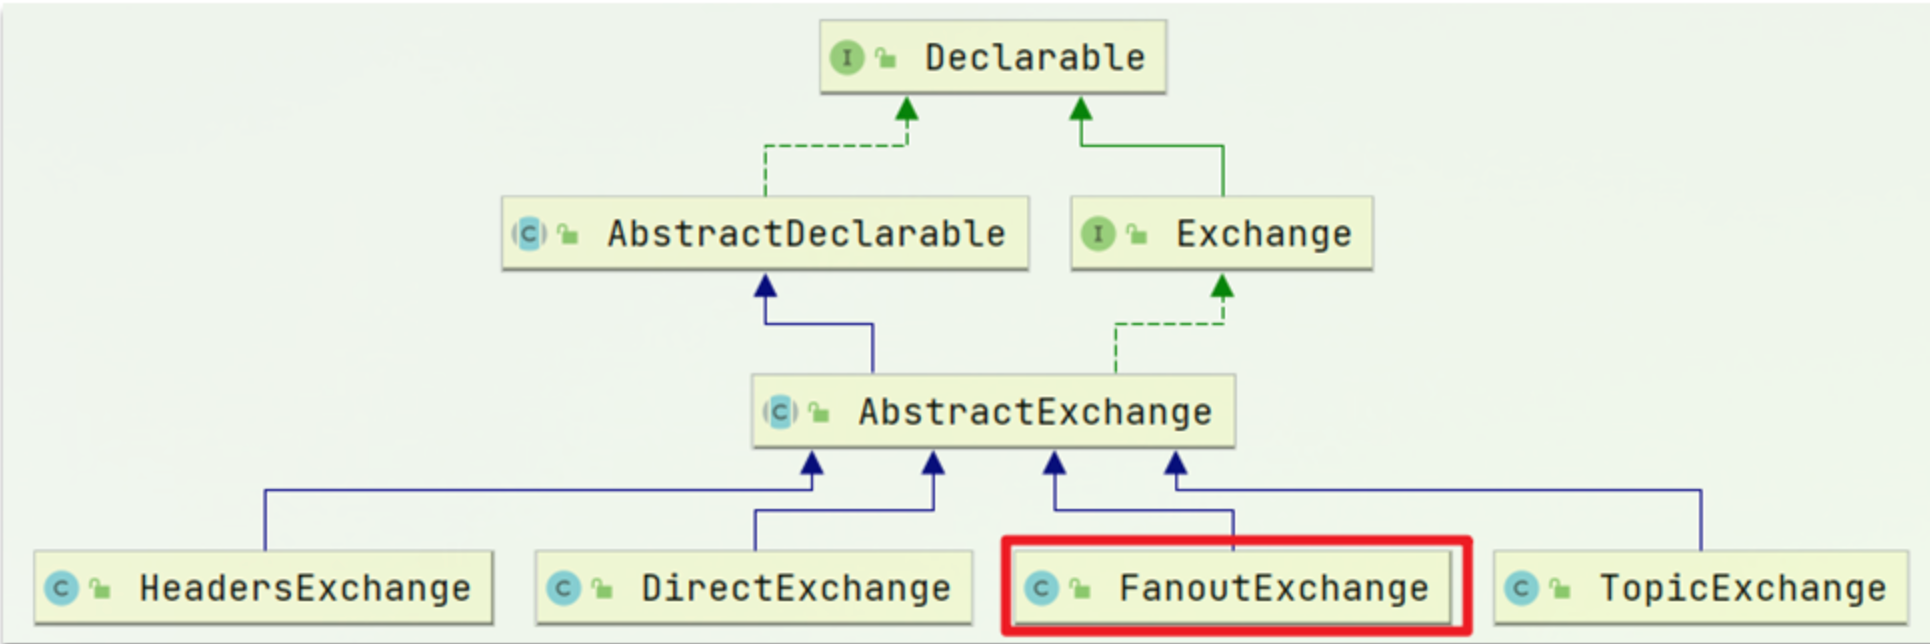 I Declarable
C AbstractDeclarable
I Exchange
C AbstractExchange
C HeadersExchange
C DirectExchange
C FanoutExchange
C TopicExchange